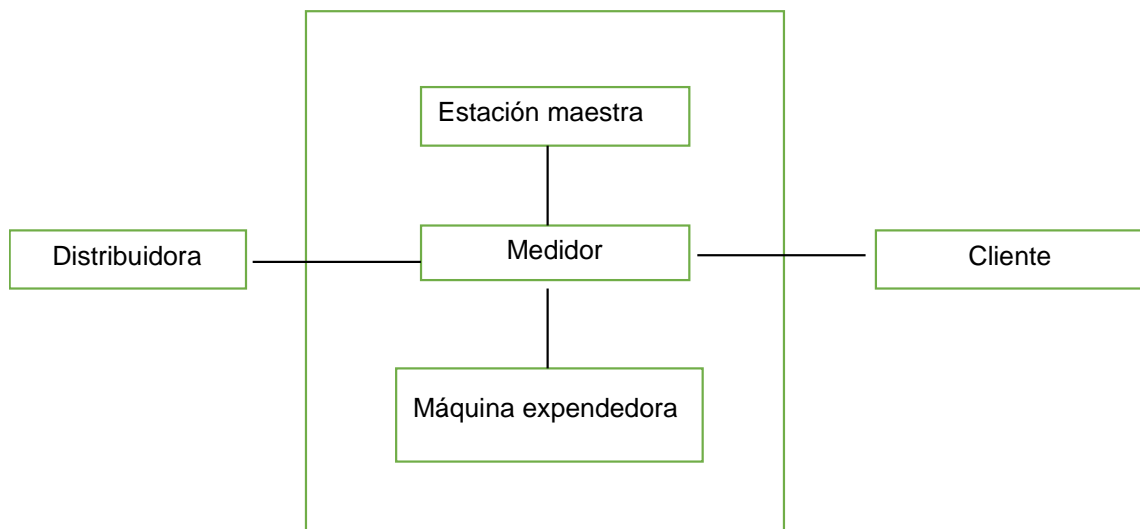 Estación maestra
Distribuidora
Medidor
Cliente
Máquina expendedora